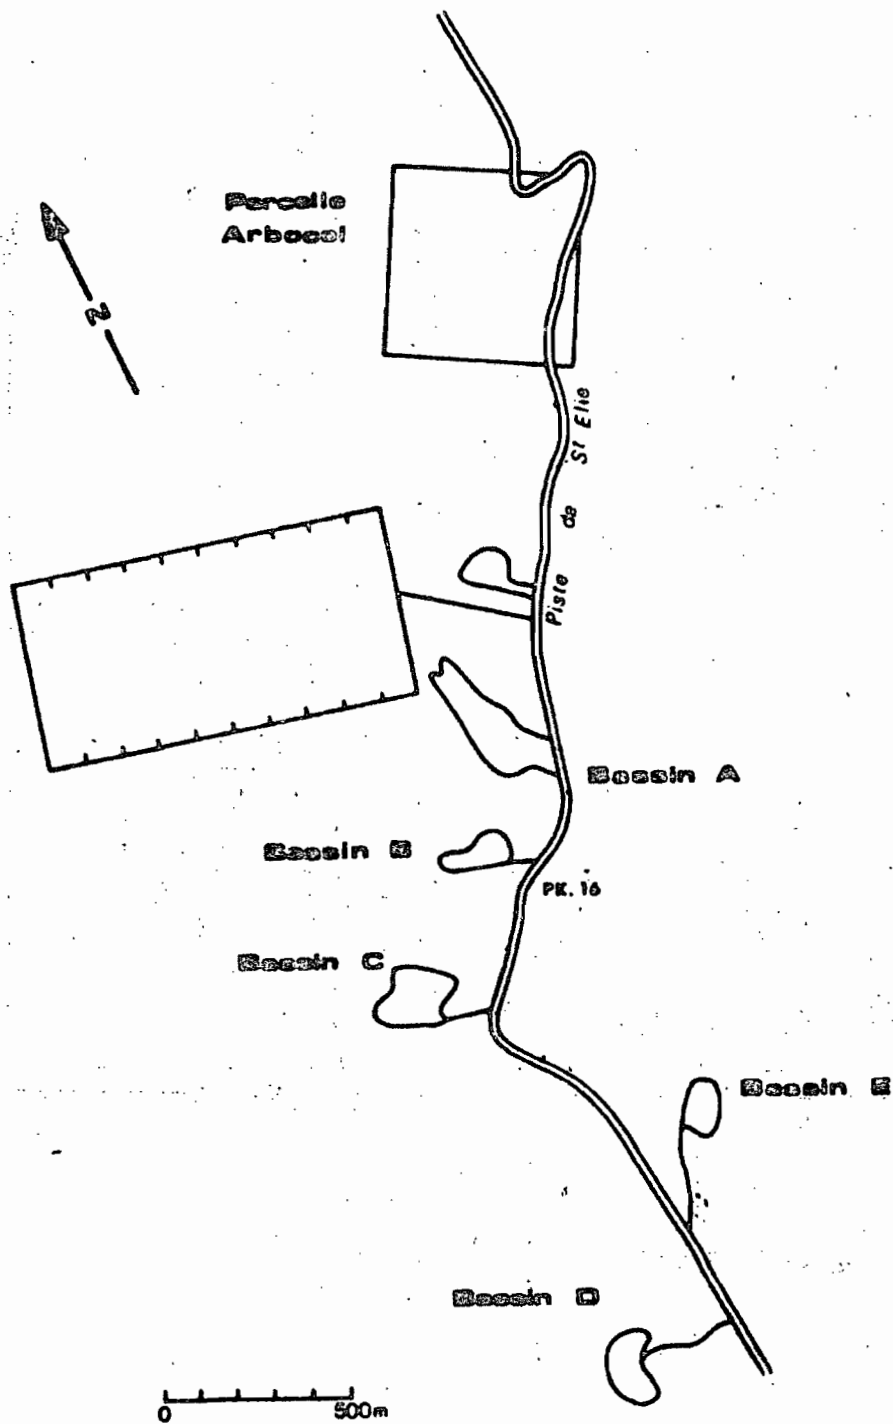 Parcelle
Arbocel
N
Piste de St Elie
Bassin A
Bassin B
PK. 16
Bassin C
Bassin E
Bassin D
0 500m